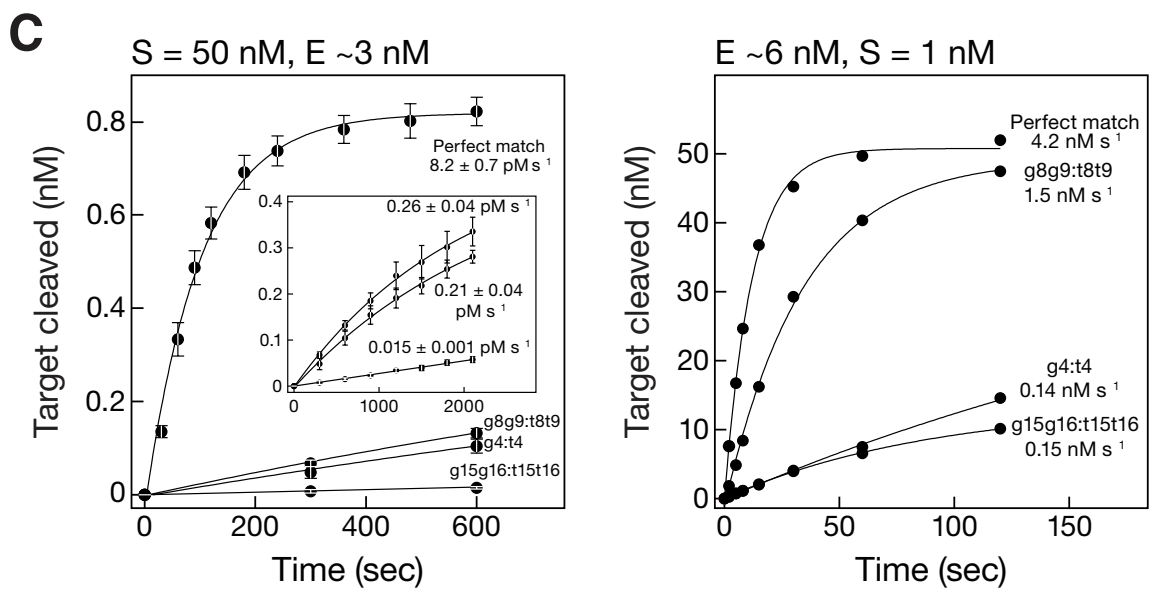 C
S = 50 nM, E ~3 nM
Target cleaved (nM)
0.8
0.6
0.4
0.2
0
Perfect match
8.2 ± 0.7 pM s 1
0.4
0.3
0.2
0.1
0
0.26 ± 0.04 pM s 1
0.21 ± 0.04
pM s 1
0.015 ± 0.001 pM s 1
0
1000
2000
g8g9:t8t9
g4:t4
g15g16:t15t16
0
200
400
600
Time (sec)
E ~6 nM, S = 1 nM
Target cleaved (nM)
50
40
30
20
10
0
Perfect match
4.2 nM s 1
g8g9:t8t9
1.5 nM s 1
g4:t4
0.14 nM s 1
g15g16:t15t16
0.15 nM s 1
0
50
100
150
Time (sec)